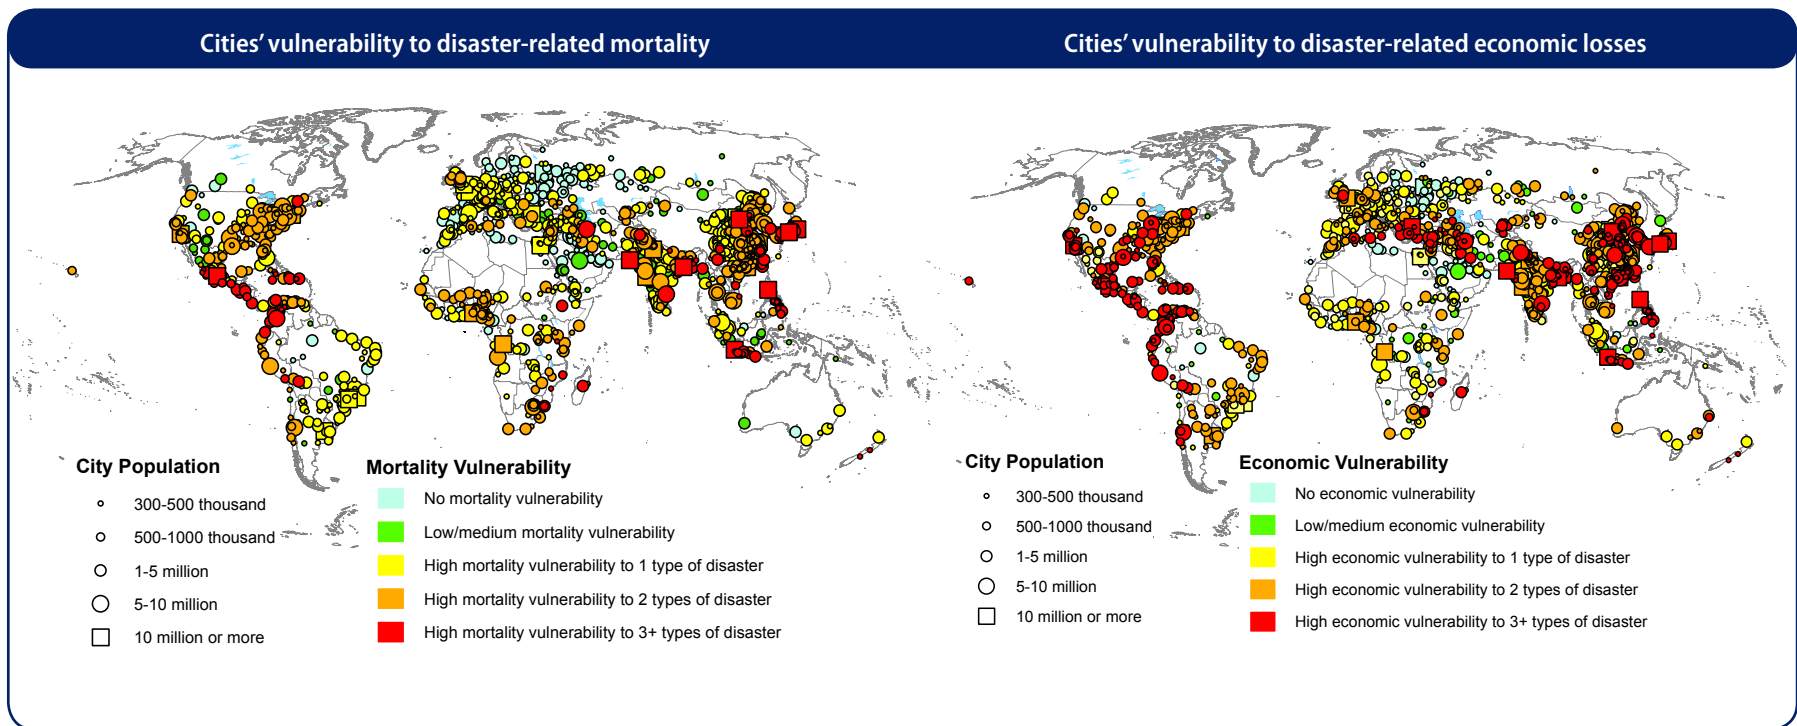 Cities’ vulnerability to disaster-related mortality
Cities’ vulnerability to disaster-related economic losses
City Population
300-500 thousand
500-1000 thousand
1-5 million
5-10 million
10 million or more
Mortality Vulnerability
No mortality vulnerability
Low/medium mortality vulnerability
High mortality vulnerability to 1 type of disaster
High mortality vulnerability to 2 types of disaster
High mortality vulnerability to 3+ types of disaster
City Population
300-500 thousand
500-1000 thousand
1-5 million
5-10 million
10 million or more
Economic Vulnerability
No economic vulnerability
Low/medium economic vulnerability
High economic vulnerability to 1 type of disaster
High economic vulnerability to 2 types of disaster
High economic vulnerability to 3+ types of disaster